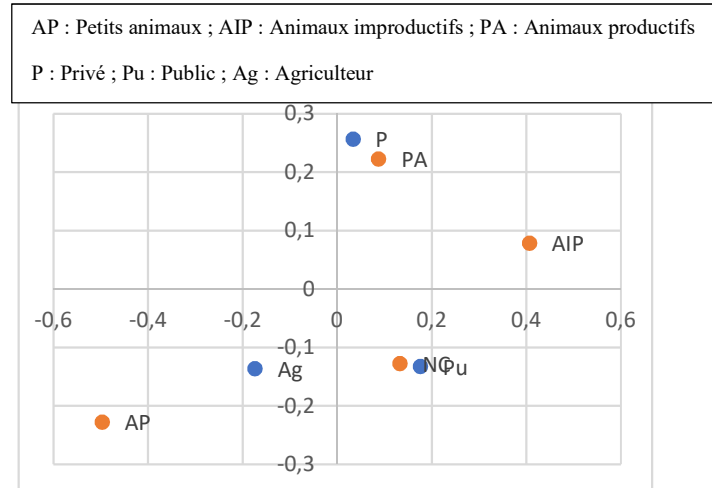 AP : Petits animaux ; AIP : Animaux improductifs ; PA : Animaux productifs
P : Privé ; Pu : Public ; Ag : Agriculteur
0,3
P
PA
0,2
0,1
AIP
0
-0,6 -0,4 -0,2 0 0,2 0,4 0,6
-0,1
Ag
NC Pu
-0,2
AP
-0,3